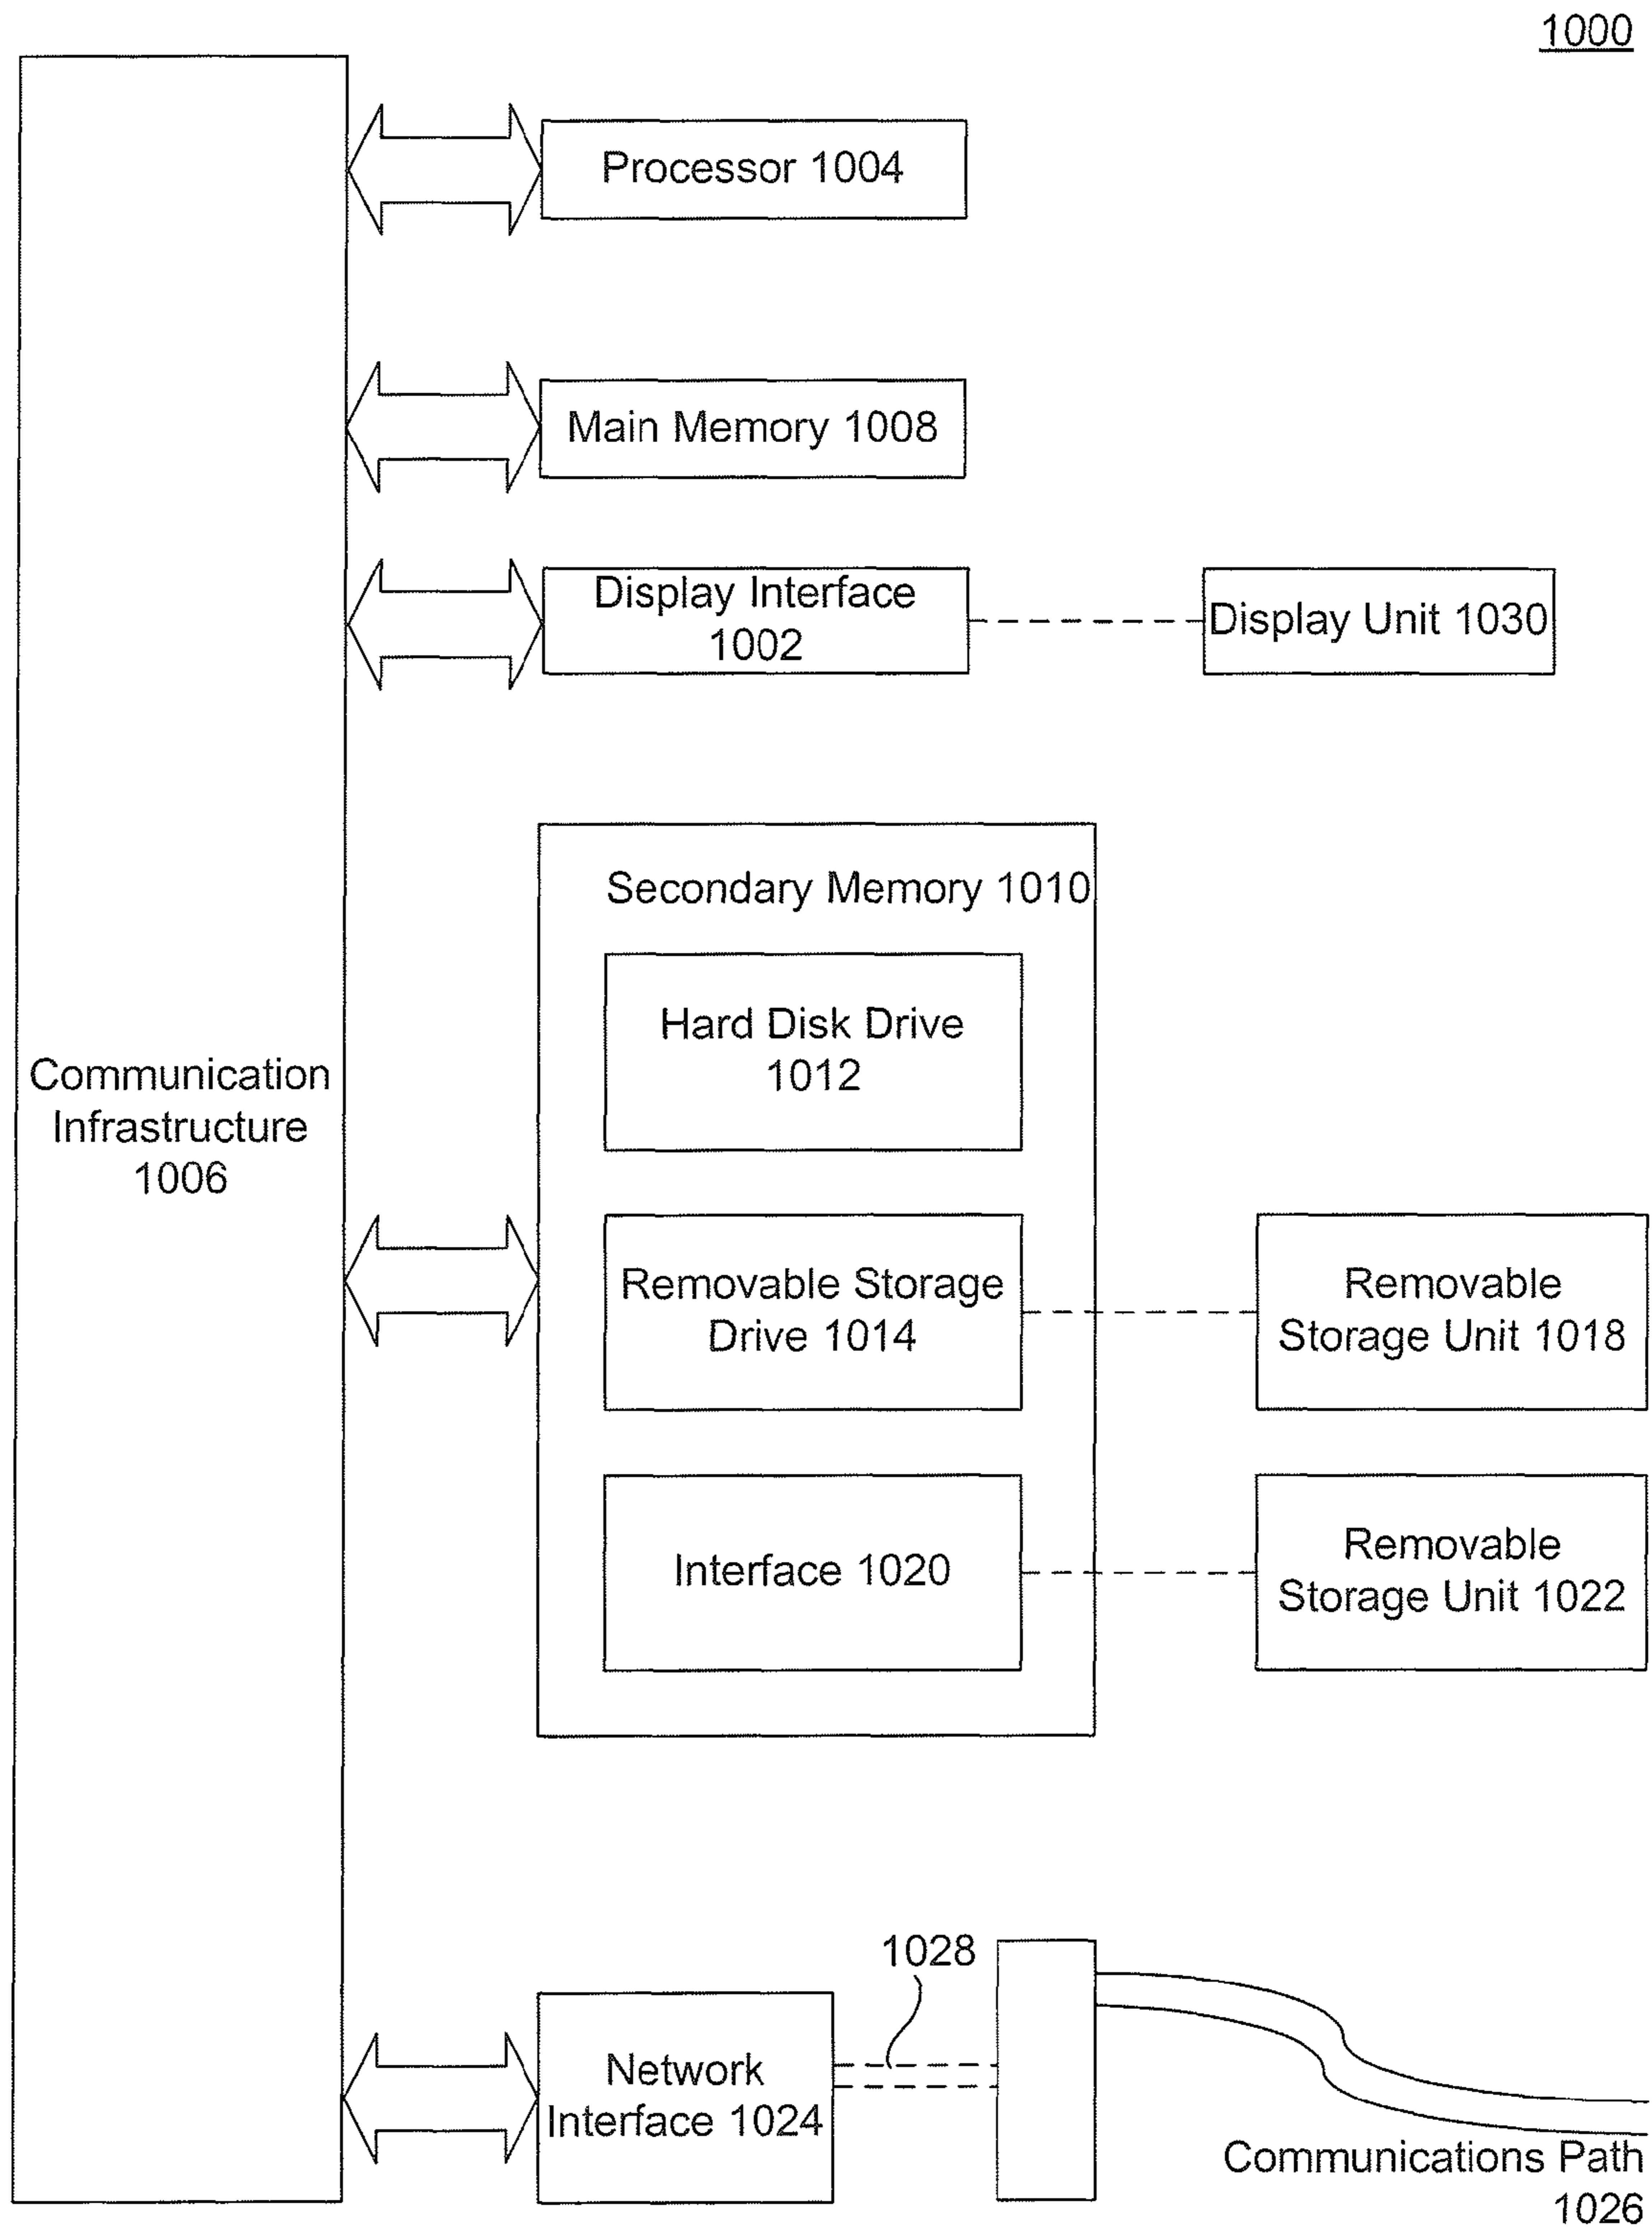 1000
Processor 1004
Main Memory 1008
Display Interface
1002
Display Unit 1030
Secondary Memory 1010
Hard Disk Drive
1012
Communication
Infrastructure
1006
Removable Storage
Drive 1014
Removable
Storage Unit 1018
Interface 1020
Removable
Storage Unit 1022
1028
Network
Interface 1024
Communications Path
1026